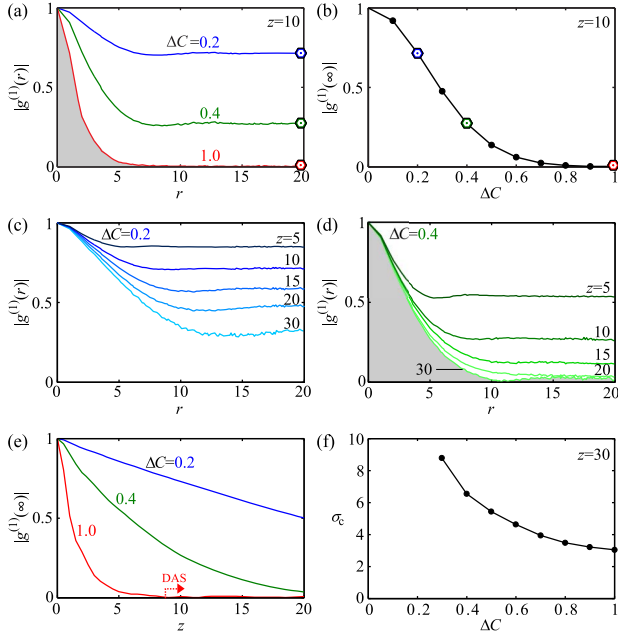 (a)
z=10
ΔC=0.2
0.4
1.0
|g⁽¹⁾(r)|
1
0.5
0
0 5 10 15 20
r
(b)
z=10
|g⁽¹⁾(∞)|
1
0.5
0
0 0.2 0.4 0.6 0.8 1
ΔC
(c)
ΔC=0.2
z=5
10
15
20
30
|g⁽¹⁾(r)|
1
0.5
0
0 5 10 15 20
r
(d)
ΔC=0.4
z=5
10
15
20
30
|g⁽¹⁾(r)|
1
0.5
0
0 5 10 15 20
r
(e)
ΔC=0.2
0.4
1.0
DAS
|g⁽¹⁾(∞)|
1
0.5
0
0 5 10 15 20
z
(f)
z=30
σc
10
8
6
4
2
0
0 0.2 0.4 0.6 0.8 1
ΔC